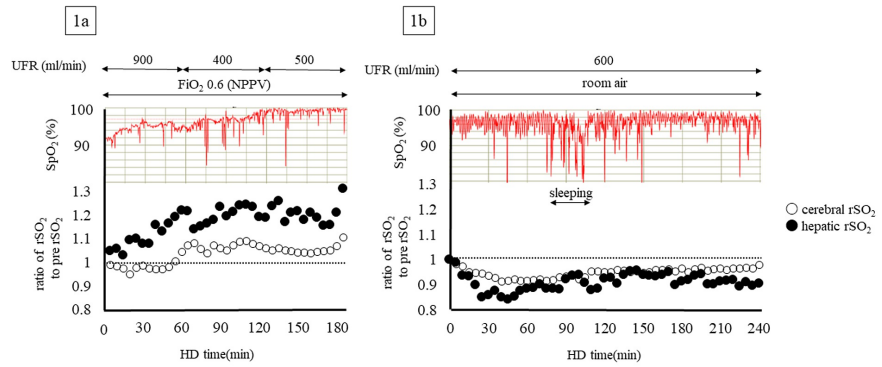 1a
UFR (ml/min)
900 400 500
FiO2 0.6 (NPPV)
SpO2 (%)
100
90
ratio of rSO2
to pre rSO2
1.3
1.2
1.1
1
0.9
0.8
0 30 60 90 120 150 180
HD time(min)
1b
UFR (ml/min)
600
room air
SpO2 (%)
100
90
sleeping
ratio of rSO2
to pre rSO2
1.3
1.2
1.1
1
0.9
0.8
0 30 60 90 120 150 180 210 240
HD time(min)
cerebral rSO2
hepatic rSO2